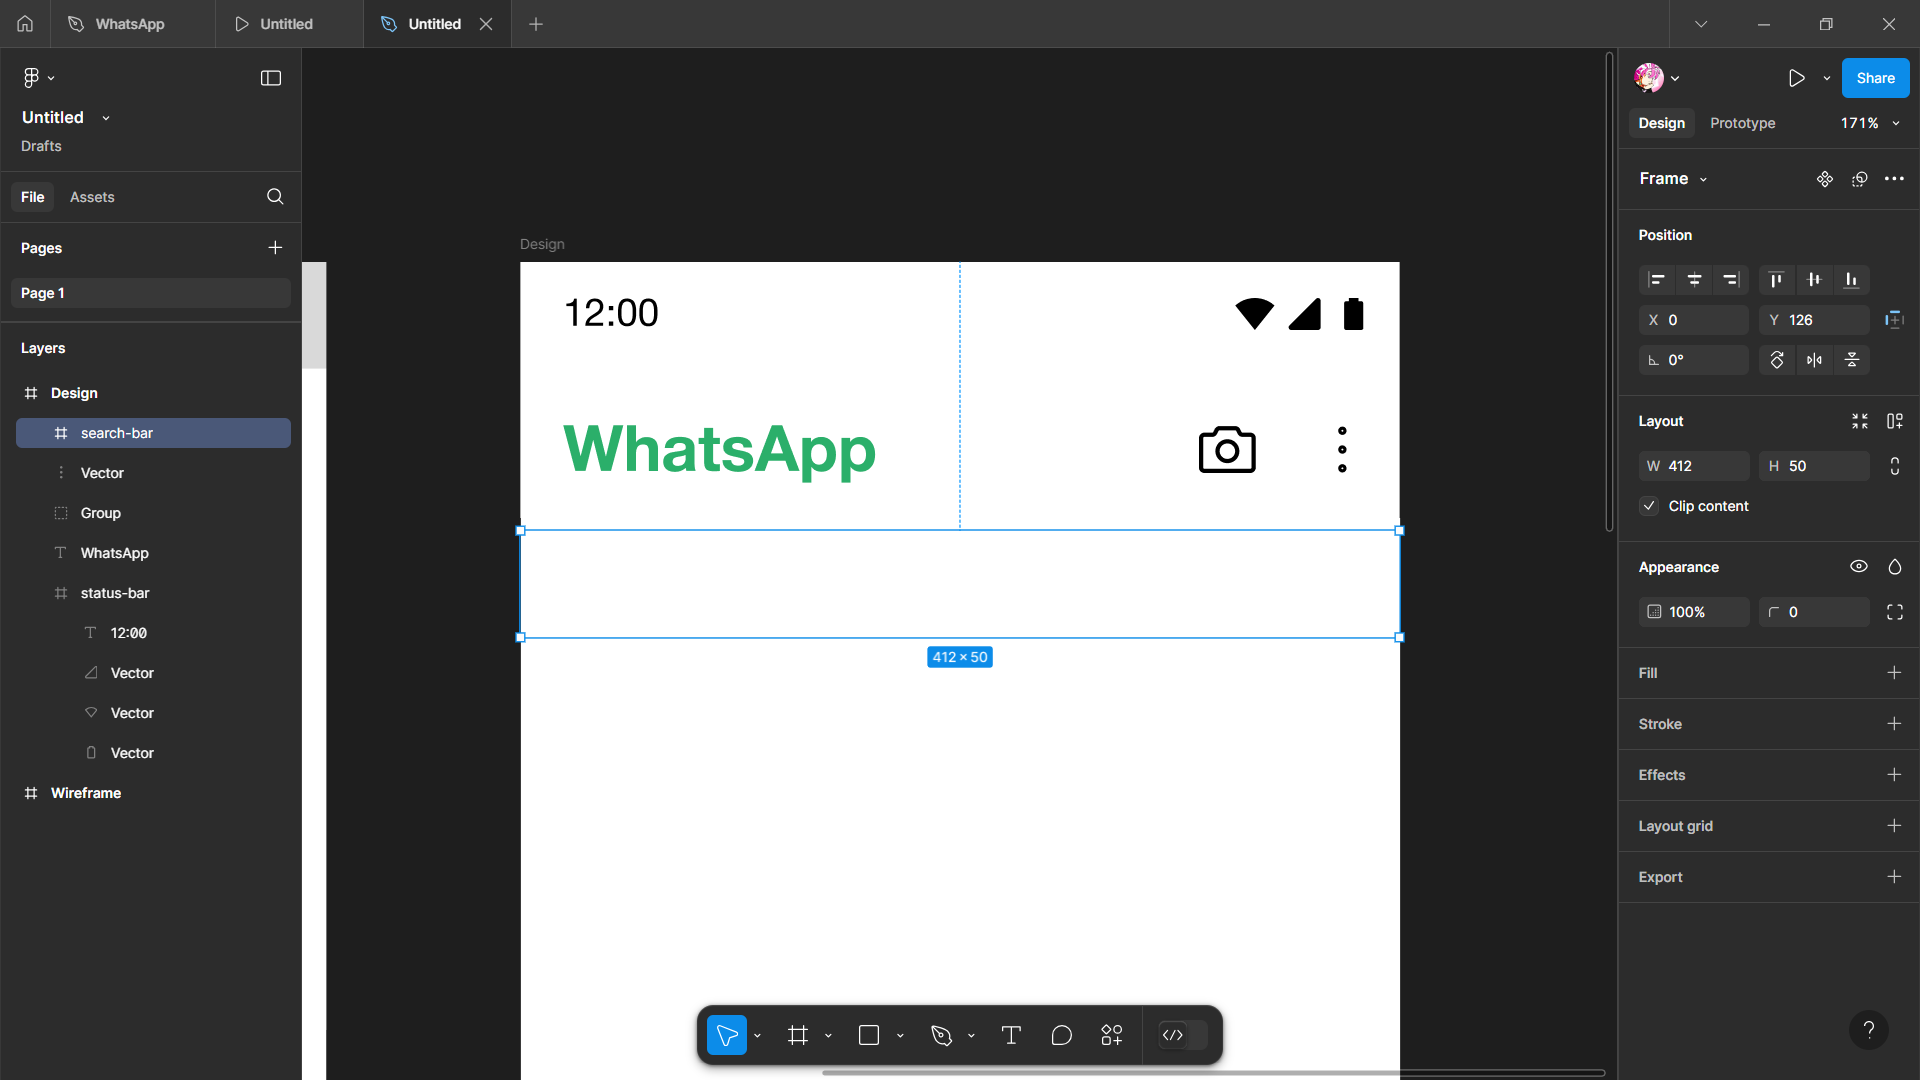 WhatsApp
Untitled
Untitled
Untitled
Drafts
File
Assets
Pages
Page 1
Layers
Design
search-bar
Vector
Group
WhatsApp
status-bar
12:00
Vector
Vector
Vector
Wireframe
Design
12:00
WhatsApp
412 × 50
Share
Design
Prototype
171%
Frame
Position
X 0
Y 126
0°
Layout
W 412
H 50
Clip content
Appearance
100%
0
Fill
Stroke
Effects
Layout grid
Export
?